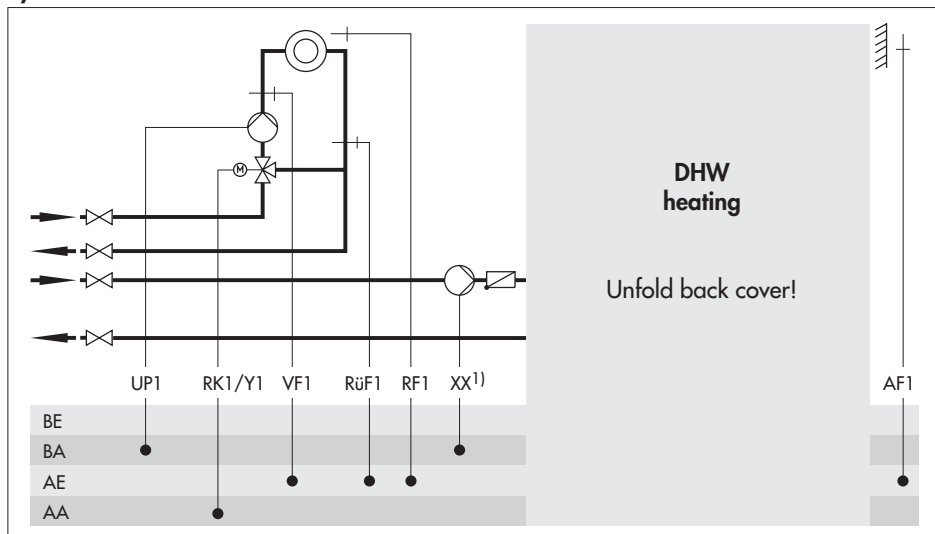 M
DHW
heating
Unfold back cover!
UP1 RK1/Y1 VF1 RüF1 RF1 XX1) AF1
BE
BA
AE
AA